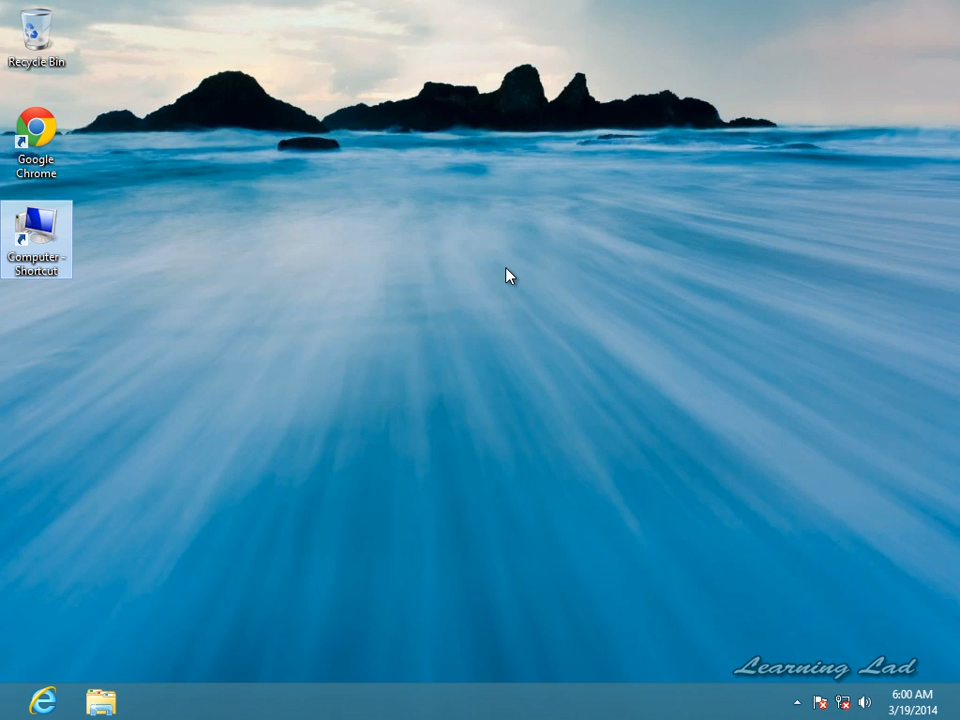 Recycle Bin
Google
Chrome
Computer -
Shortcut
Learning Lad
6:00 AM
3/19/2014